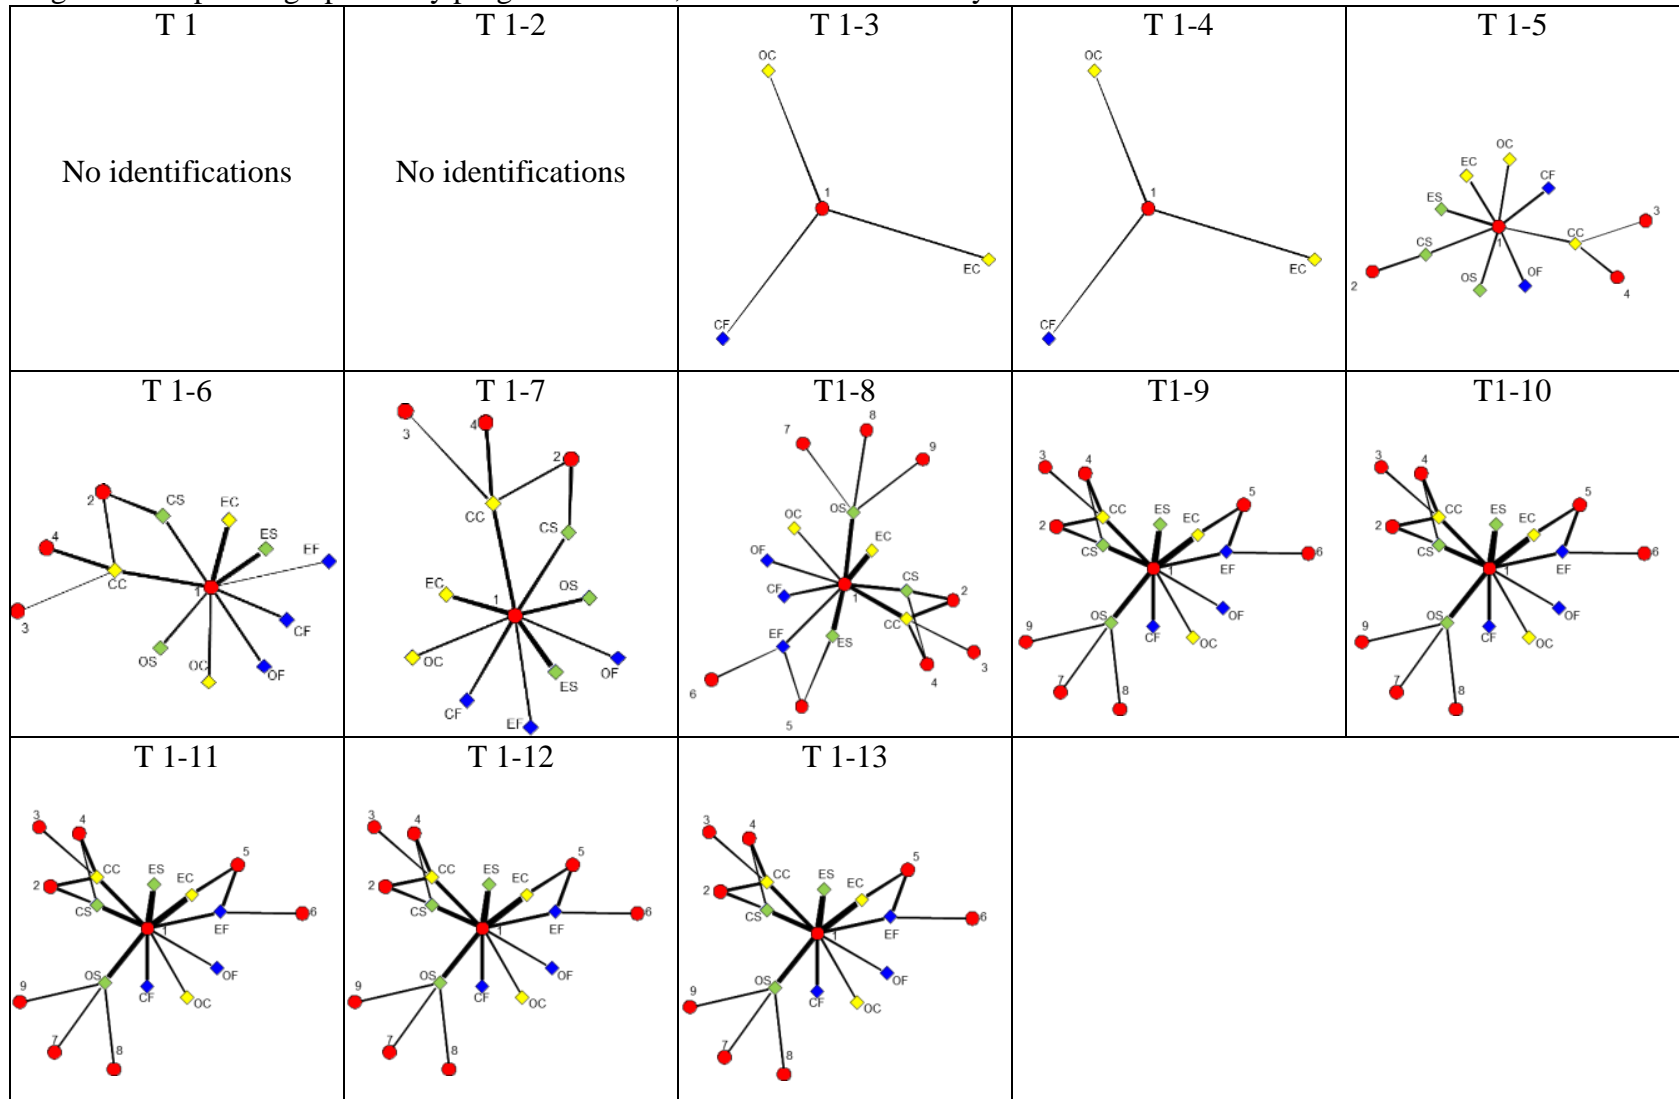 T 1
T 1-2
T 1-3
T 1-4
T 1-5
No identifications
No identifications
OC
1
EC
CF
OC
1
EC
CF
OC
EC
CF
ES
3
CS
1
CC
2
OS
OF
4
T 1-6
T 1-7
T1-8
T1-9
T1-10
2
CS
EC
4
ES
EF
CC
1
3
CF
OS
OC
OF
3
4
2
CC
CS
EC
1
OS
OC
OF
ES
CF
EF
7
8
9
OS
OC
EC
OF
CS
2
CF
1
CC
EF
ES
3
6
4
5
3
4
5
CC
ES
EC
2
CS
6
1
EF
OS
OF
9
CF
OC
7
8
3
4
5
CC
ES
EC
2
CS
6
1
EF
OS
OF
9
CF
OC
7
8
T 1-11
T 1-12
T 1-13
3
4
5
CC
ES
EC
2
CS
6
1
EF
OS
OF
9
CF
OC
7
8
3
4
5
CC
ES
EC
2
CS
6
1
EF
OS
OF
9
CF
OC
7
8
3
4
5
CC
ES
EC
2
CS
6
1
EF
OS
OF
9
CF
OC
7
8